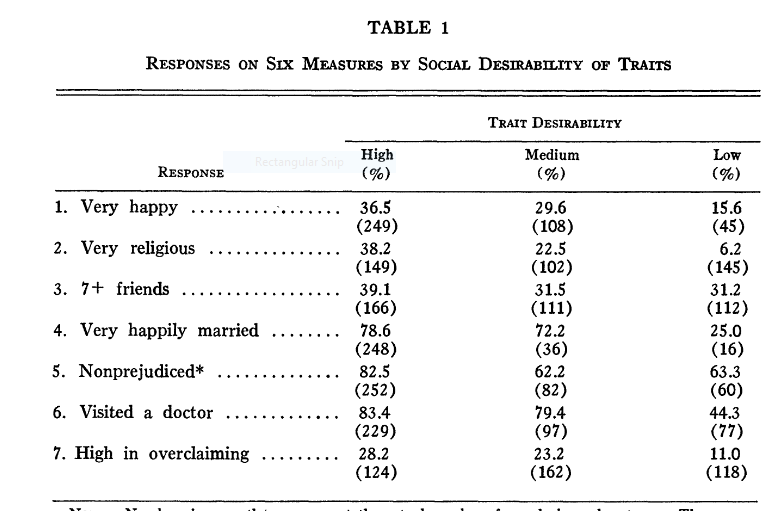 TABLE 1
RESPONSES ON SIX MEASURES BY SOCIAL DESIRABILITY OF TRAITS
TRAIT DESIRABILITY
High Medium Low
RESPONSE (%) (%) (%)
Rectangular Snip
1. Very happy ................ 36.5 29.6 15.6
(249) (108) (45)
2. Very religious .............. 38.2 22.5 6.2
(149) (102) (145)
3. 7+ friends ................. 39.1 31.5 31.2
(166) (111) (112)
4. Very happily married ........ 78.6 72.2 25.0
(248) (36) (16)
5. Nonprejudiced* ............. 82.5 62.2 63.3
(252) (82) (60)
6. Visited a doctor ............ 83.4 79.4 44.3
(229) (97) (77)
7. High in overclaiming ......... 28.2 23.2 11.0
(124) (162) (118)